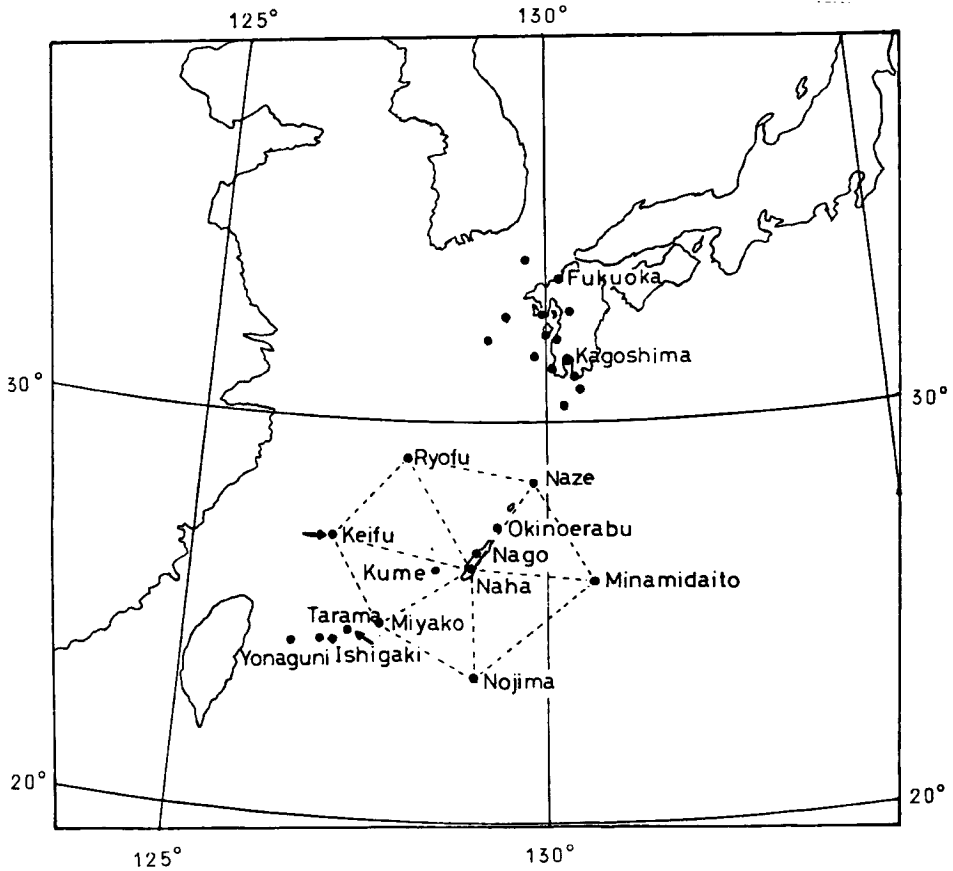 125° 130°
Fukuoka
Kagoshima
30° 30°
Ryofu
Naze
Okinoerabu
Keifu
Nago
Kume
Naha
Minamidaito
Tarama
Miyako
Yonaguni Ishigaki
Nojima
20° 20°
125° 130°